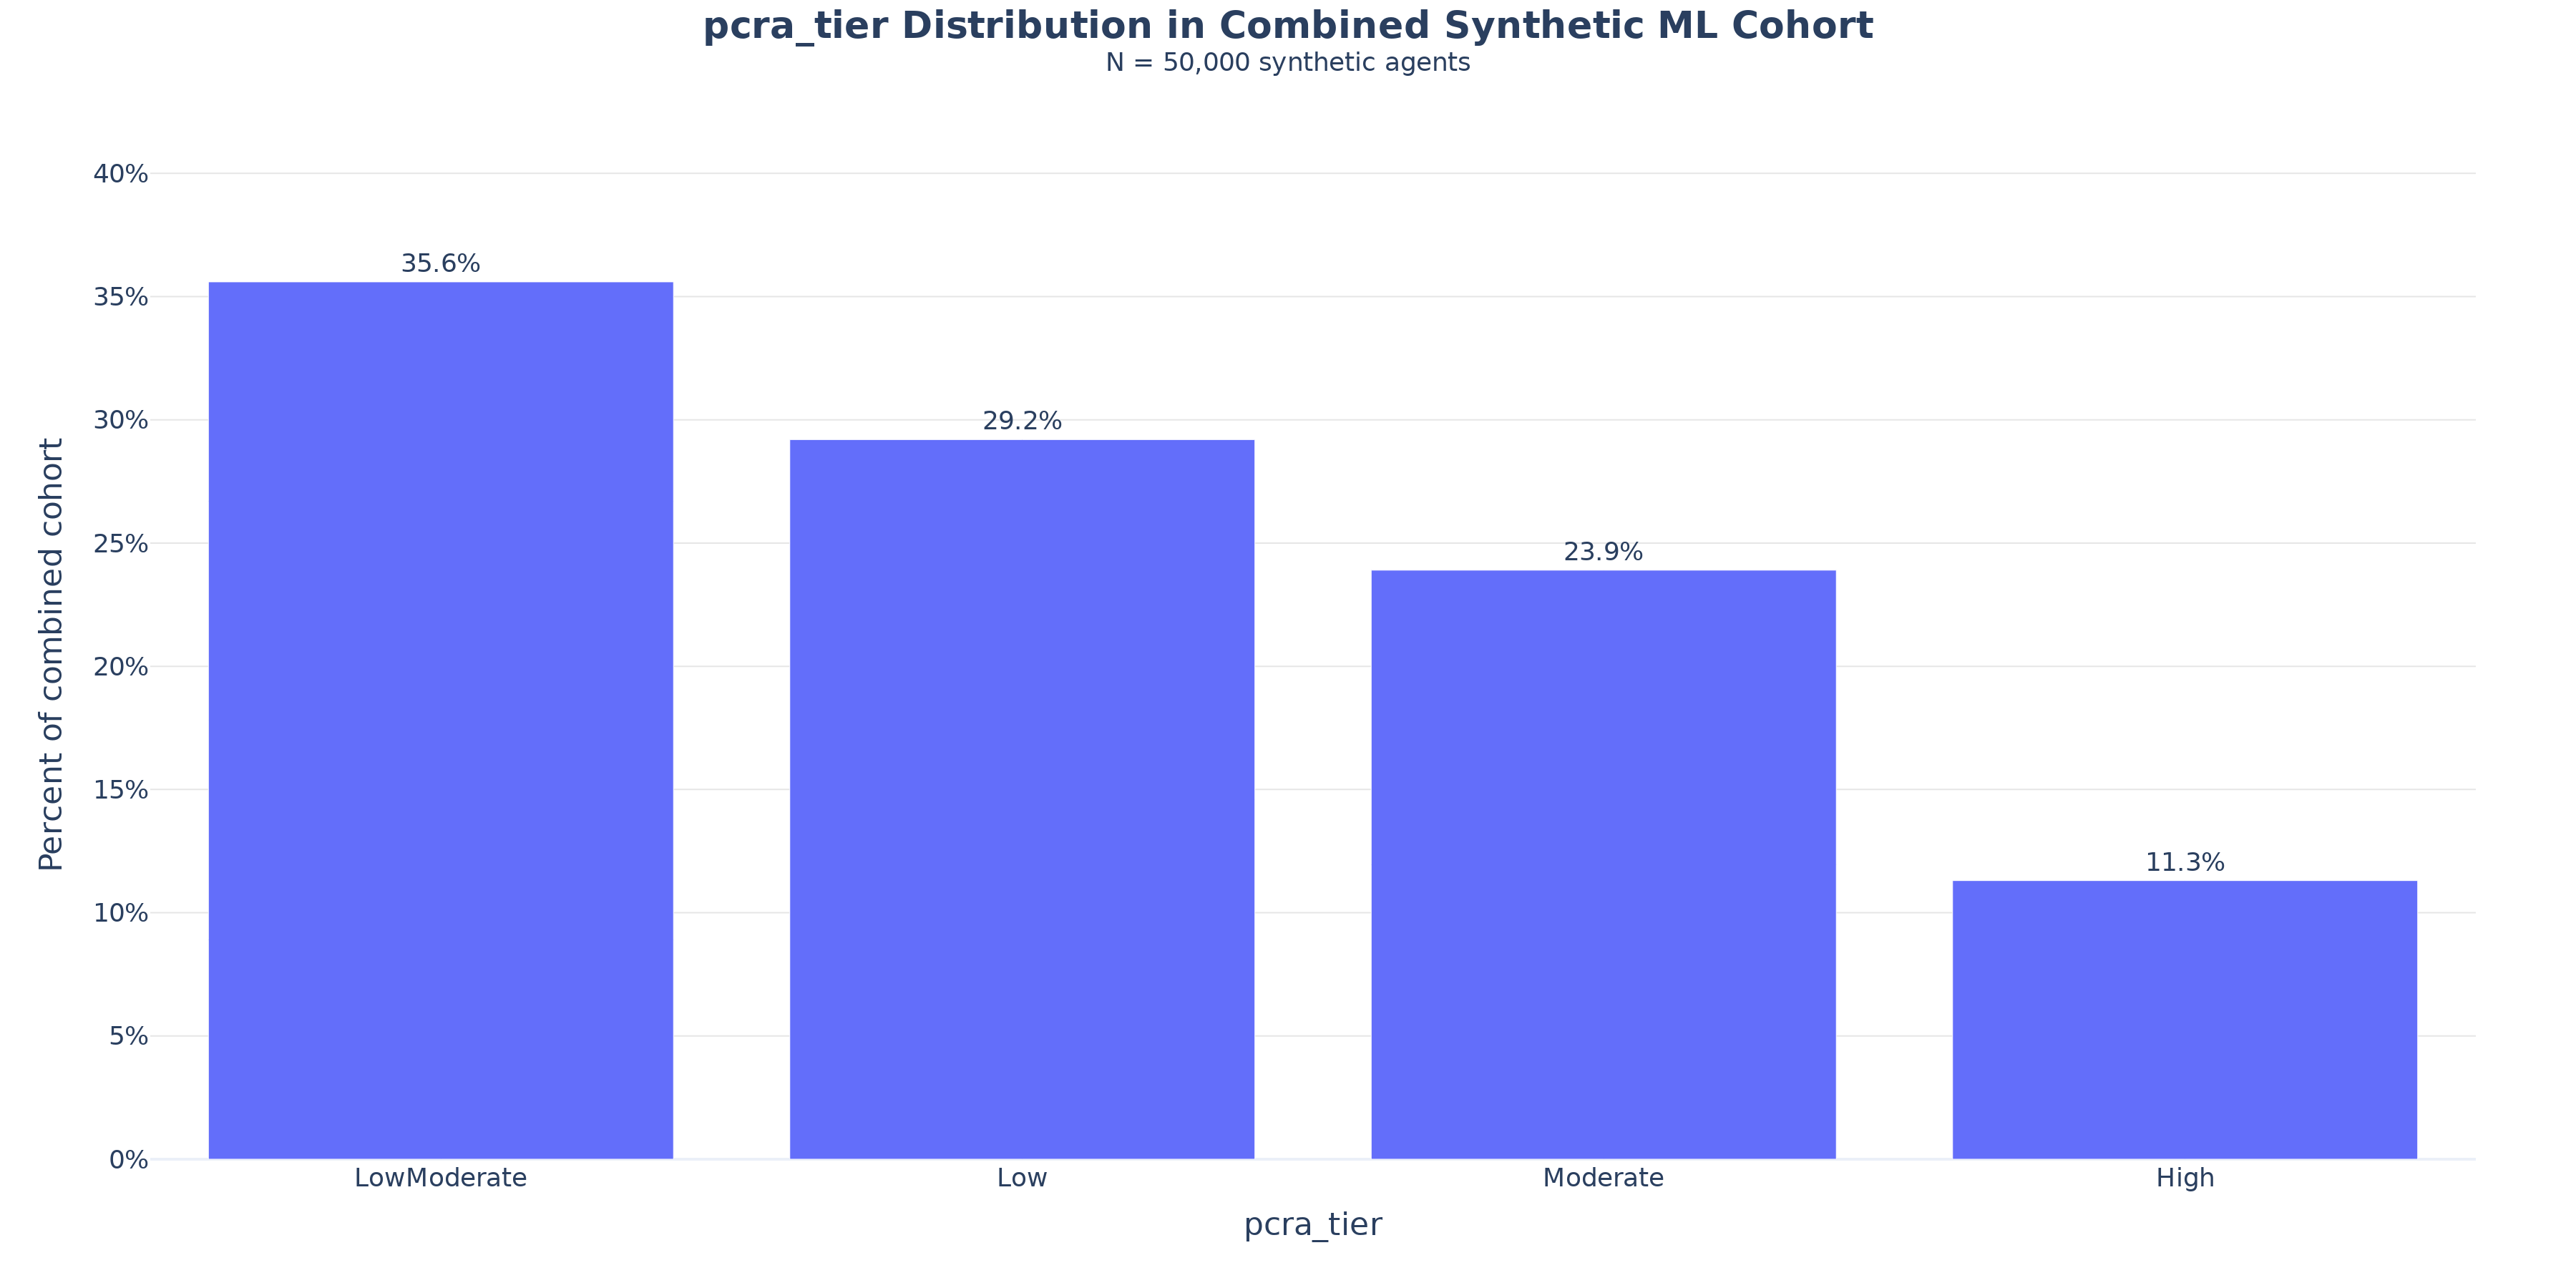 pcra_tier Distribution in Combined Synthetic ML Cohort
N = 50,000 synthetic agents
Percent of combined cohort
40%
35%
30%
25%
20%
15%
10%
5%
0%
35.6%
29.2%
23.9%
11.3%
LowModerate
Low
Moderate
High
pcra_tier